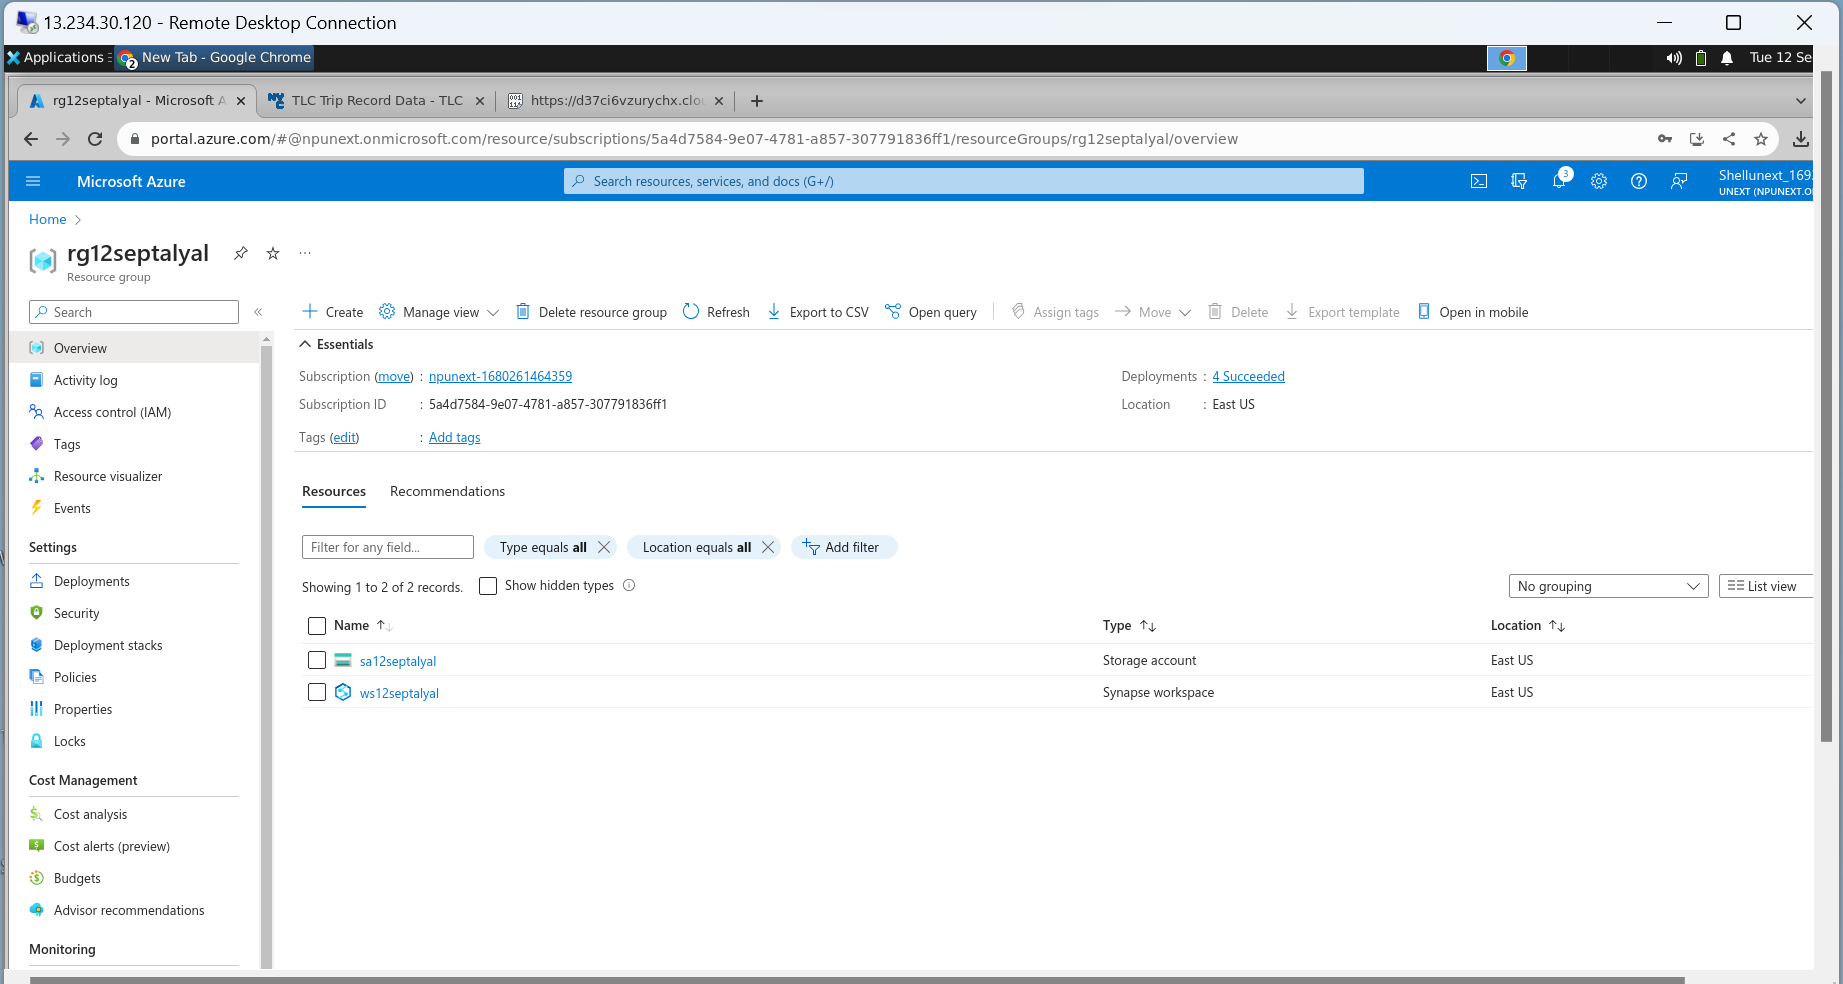 13.234.30.120 - Remote Desktop Connection
Applications
New Tab - Google Chrome
Tue 12 Se
rg12septalyal - Microsoft A
TLC Trip Record Data - TLC
https://d37ci6vzurychx.clo
portal.azure.com/#@npunext.onmicrosoft.com/resource/subscriptions/5a4d7584-9e07-4781-a857-307791836ff1/resourceGroups/rg12septalyal/overview
Microsoft Azure
Search resources, services, and docs (G+/)
3
Shellunext_169
UNEXT (NPUNEXT.O
Home
rg12septalyal
Resource group
Search
Create
Manage view
Delete resource group
Refresh
Export to CSV
Open query
Assign tags
Move
Delete
Export template
Open in mobile
Overview
Activity log
Access control (IAM)
Tags
Resource visualizer
Events
Settings
Deployments
Security
Deployment stacks
Policies
Properties
Locks
Cost Management
Cost analysis
Cost alerts (preview)
Budgets
Advisor recommendations
Monitoring
Essentials
Subscription (move) : npunext-1680261464359
Subscription ID : 5a4d7584-9e07-4781-a857-307791836ff1
Tags (edit) : Add tags
Deployments : 4 Succeeded
Location : East US
Resources
Recommendations
Filter for any field...
Type equals all
Location equals all
Add filter
Showing 1 to 2 of 2 records.
Show hidden types
No grouping
List view
Name
Type
Location
sa12septalyal
Storage account
East US
ws12septalyal
Synapse workspace
East US